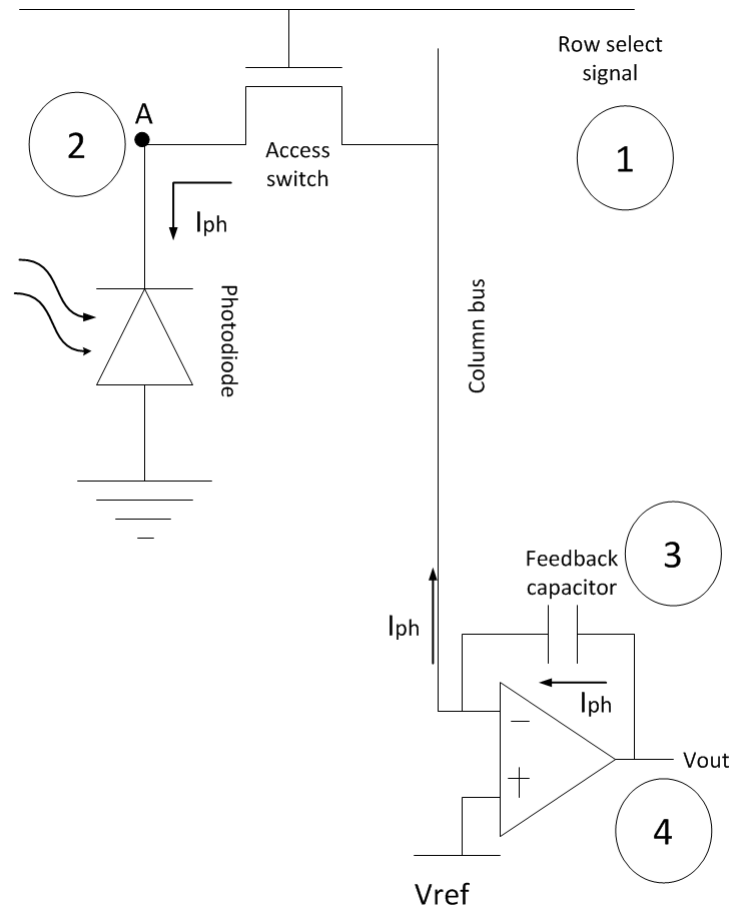 Row select
signal
1
2
A
Access
switch
Iph
Photodiode
Column bus
3
Feedback
capacitor
Iph
Iph
−
+
Vout
4
Vref